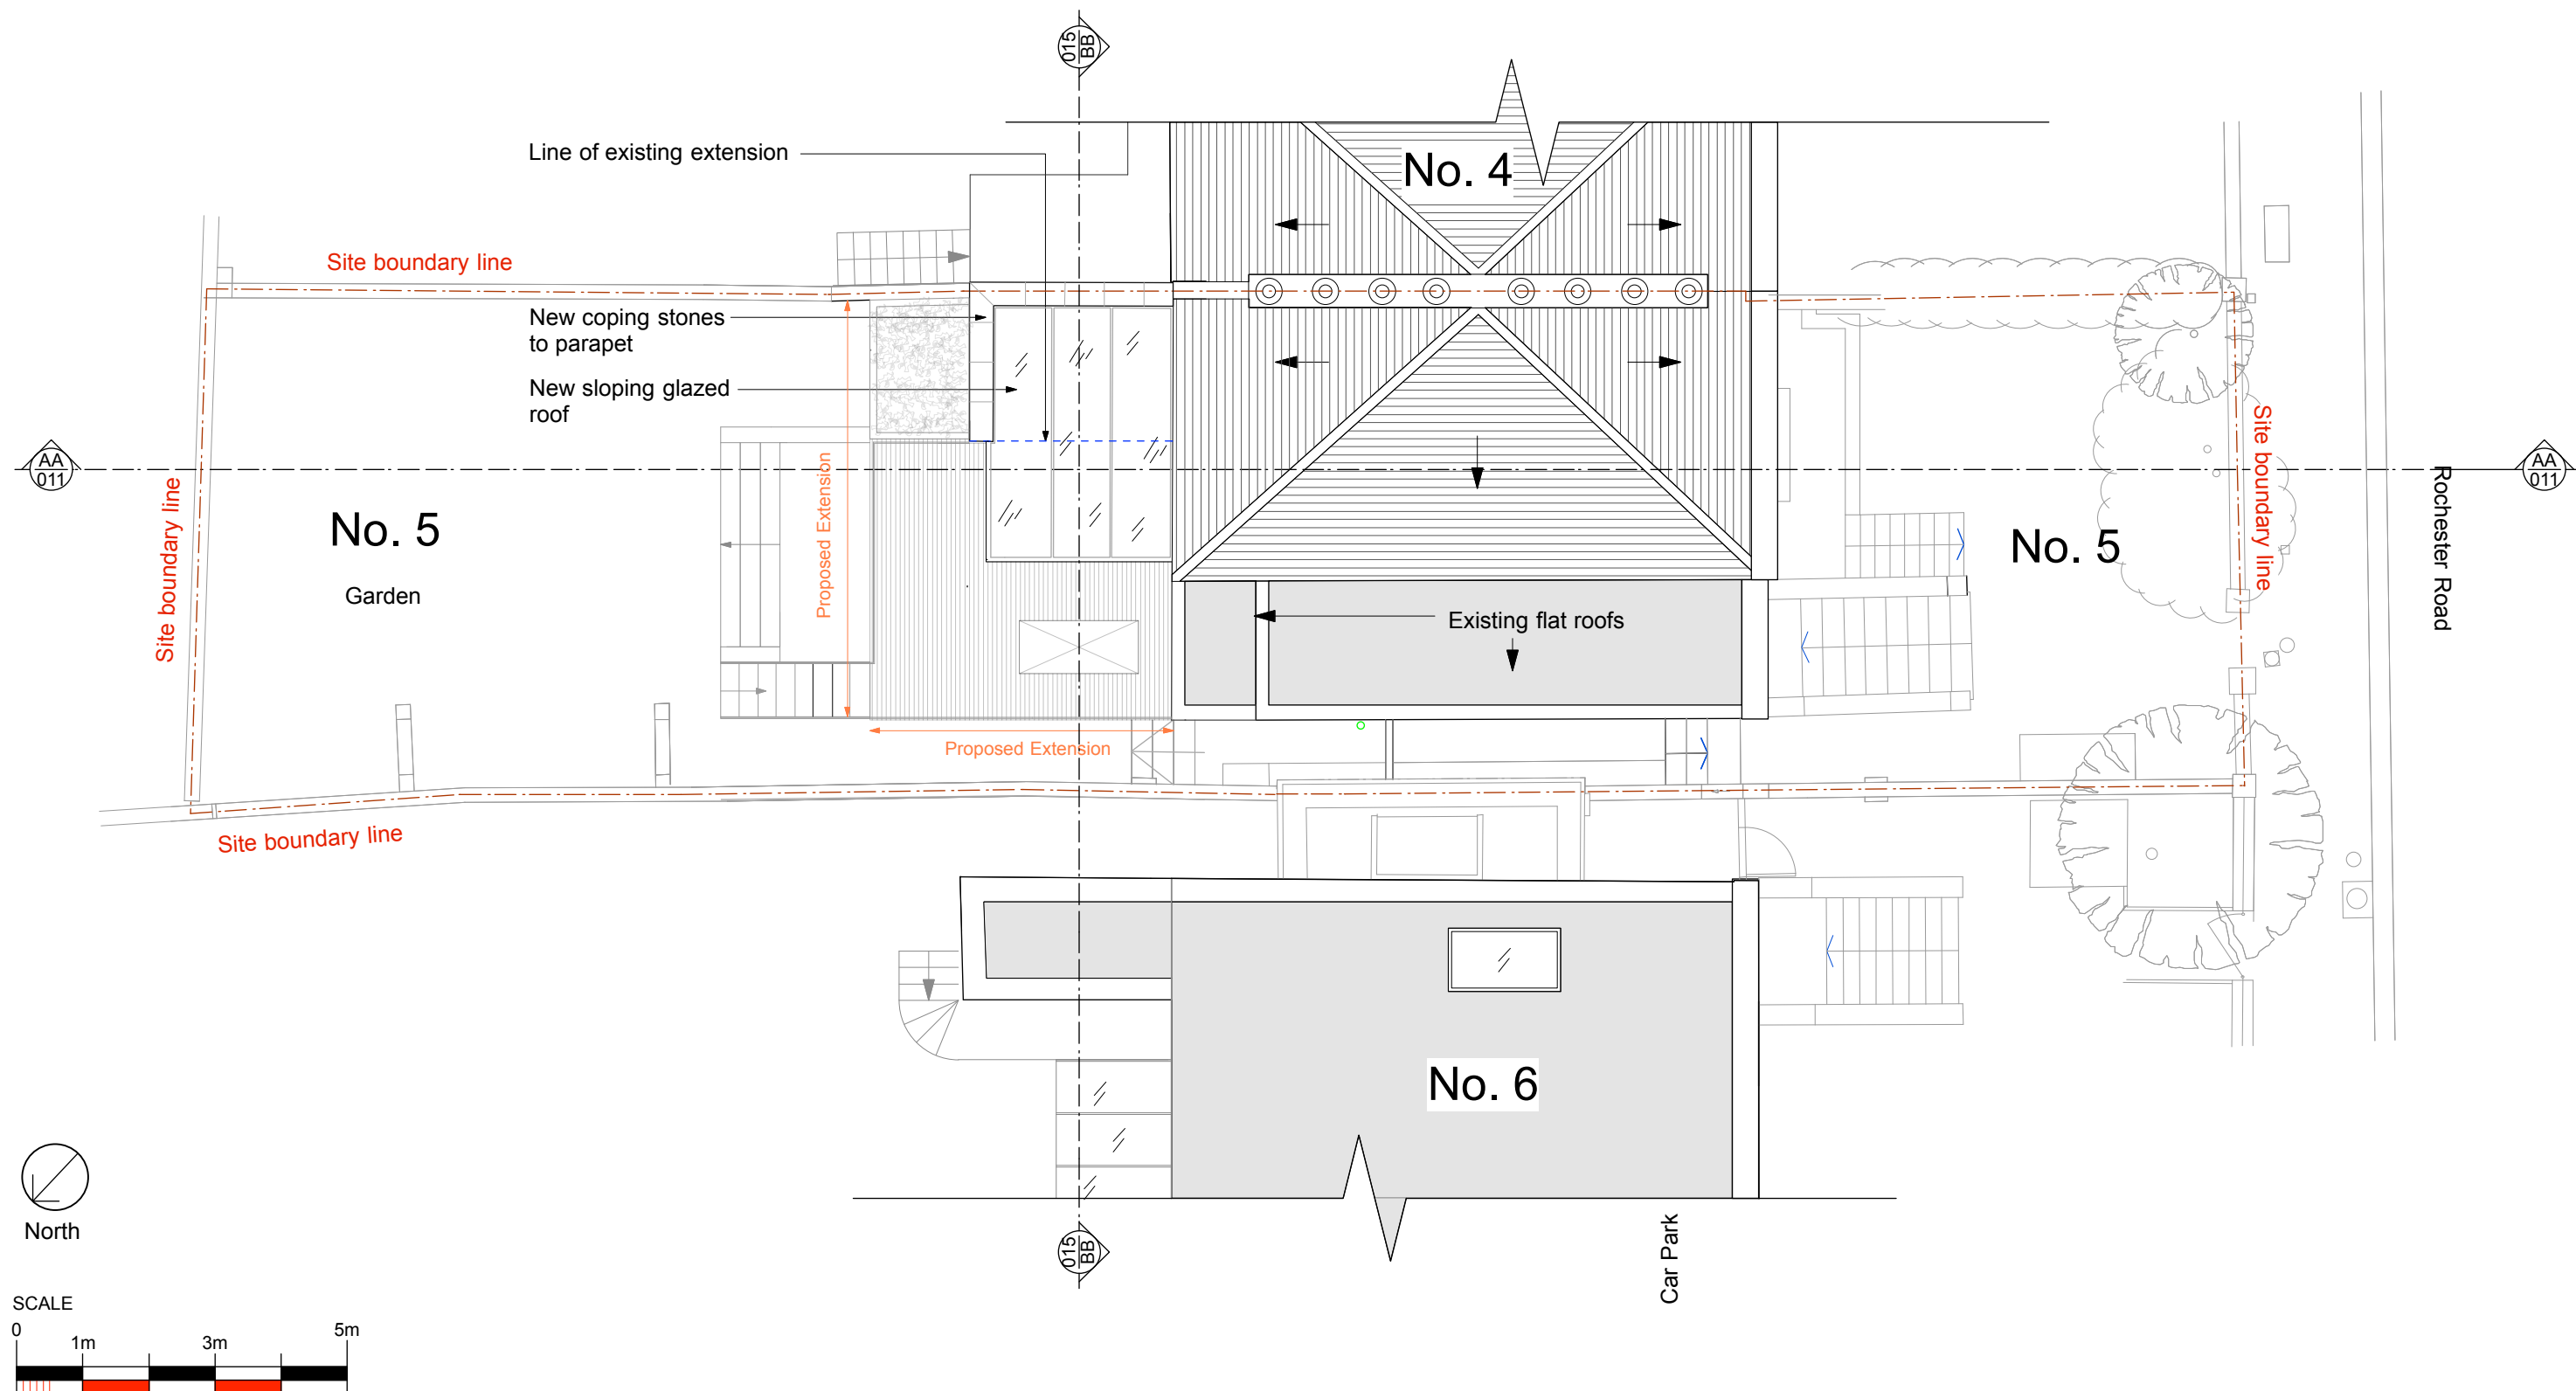 015
BB
No. 4
Line of existing extension
Site boundary line
New coping stones
to parapet
New sloping glazed
roof
AA
011
AA
011
Site boundary line
Proposed Extension
Site boundary line
Rochester Road
No. 5
No. 5
Garden
Existing flat roofs
Proposed Extension
Site boundary line
No. 6
North
015
BB
Car Park
SCALE
0
1m
3m
5m